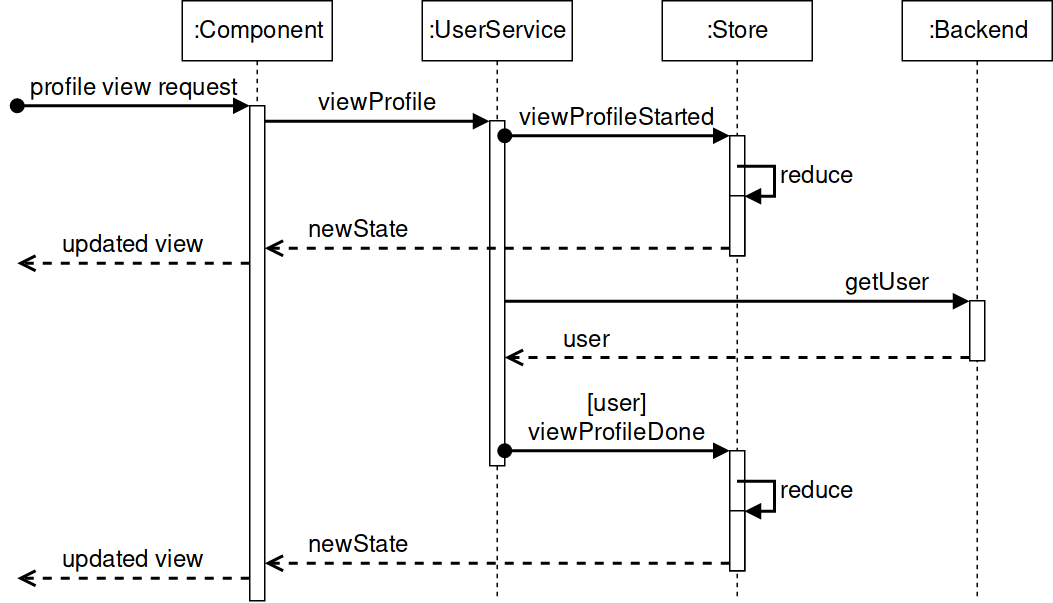 :Component
:UserService
:Store
:Backend
profile view request
viewProfile
viewProfileStarted
reduce
newState
updated view
getUser
user
[user]
viewProfileDone
reduce
newState
updated view